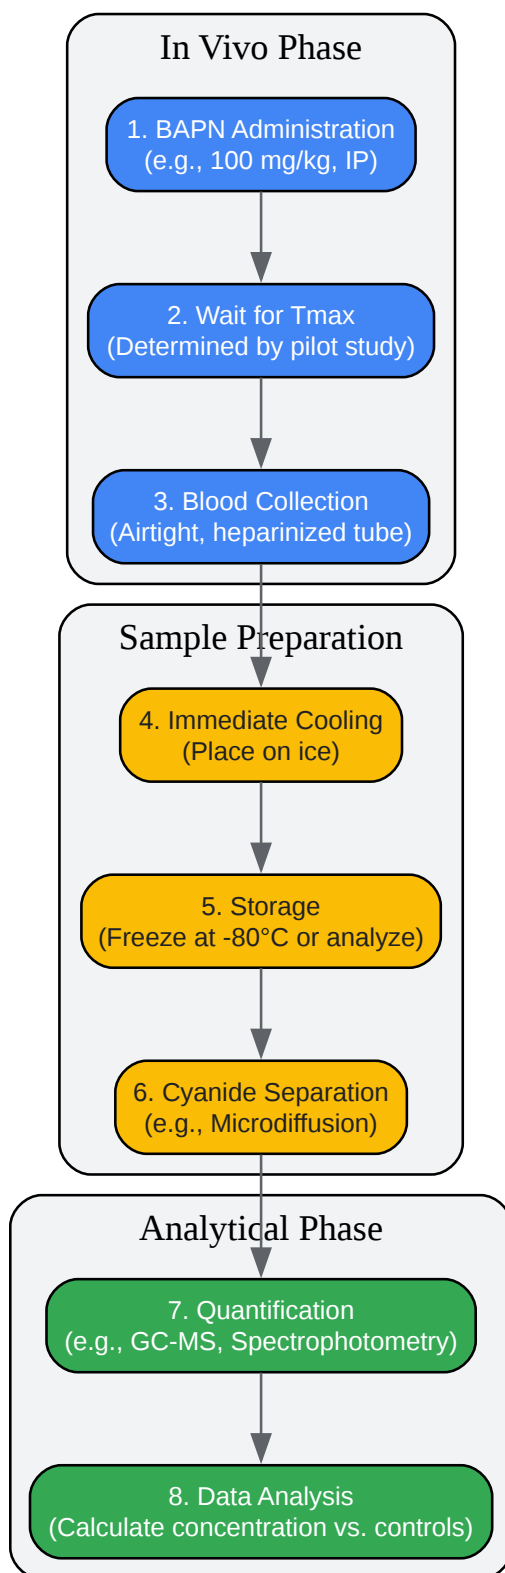 In Vivo Phase
1. BAPN Administration
(e.g., 100 mg/kg, IP)
2. Wait for Tmax
(Determined by pilot study)
3. Blood Collection
(Airtight, heparinized tube)
Sample Preparation
4. Immediate Cooling
(Place on ice)
5. Storage
(Freeze at -80°C or analyze)
6. Cyanide Separation
(e.g., Microdiffusion)
Analytical Phase
7. Quantification
(e.g., GC-MS, Spectrophotometry)
8. Data Analysis
(Calculate concentration vs. controls)